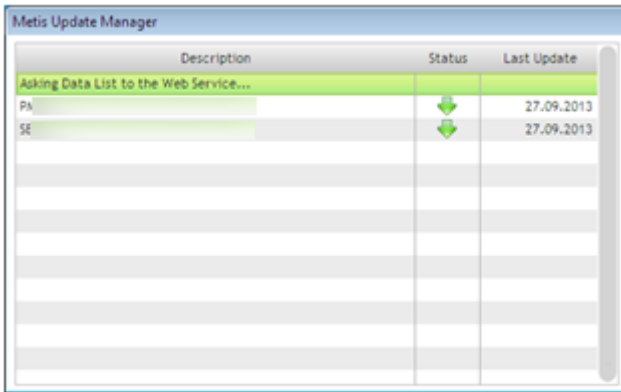 Metis Update Manager
Description Status Last Update
Asking Data List to the Web Service...
27.09.2013
27.09.2013